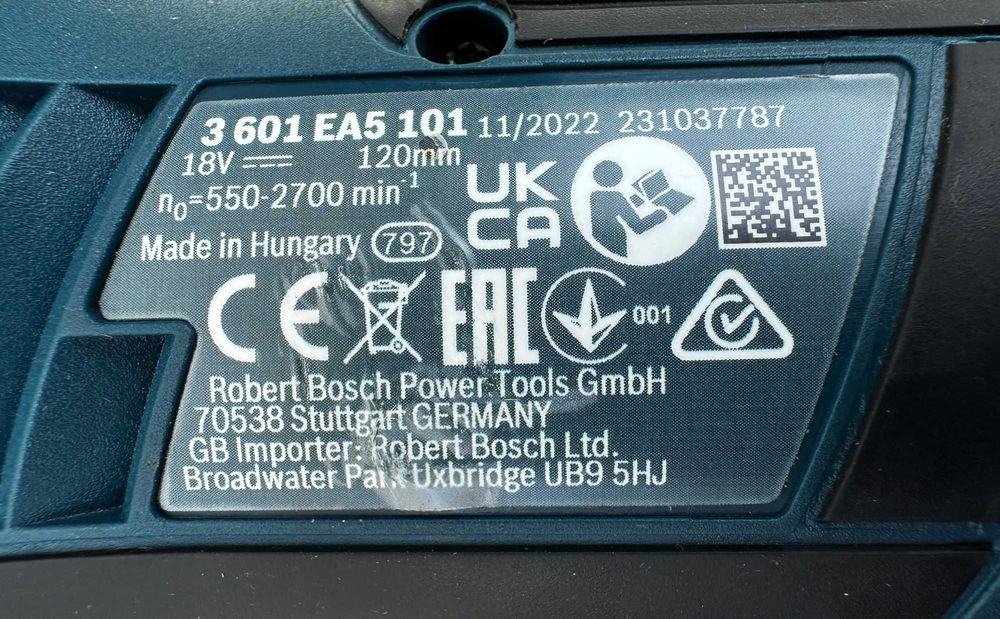 3 601 EA5 101 11/2022 231037787
18V 120mm
n₀=550-2700 min⁻¹
Made in Hungary 797
UK
CA
CE EAC 001
Robert Bosch Power Tools GmbH
70538 Stuttgart GERMANY
GB Importer: Robert Bosch Ltd.
Broadwater Park Uxbridge UB9 5HJ